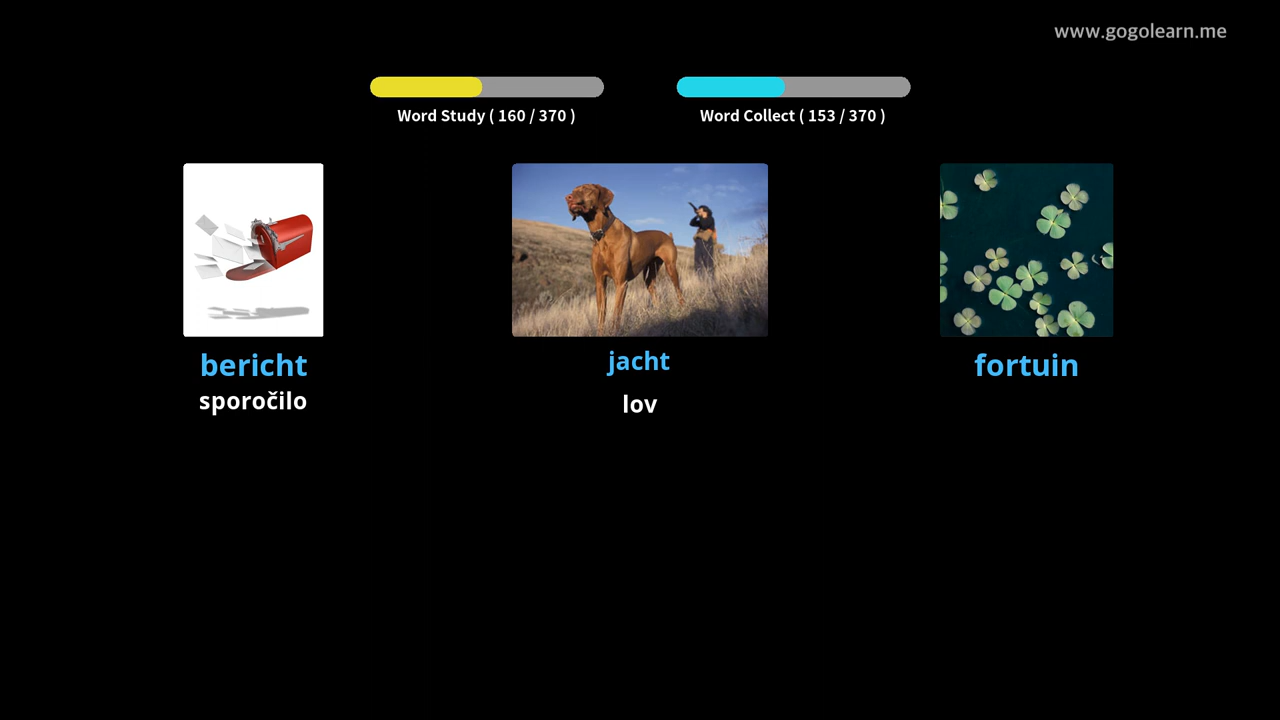 www.gogolearn.me
Word Study ( 160 / 370 )
Word Collect ( 153 / 370 )
bericht
sporočilo
jacht
lov
fortuin